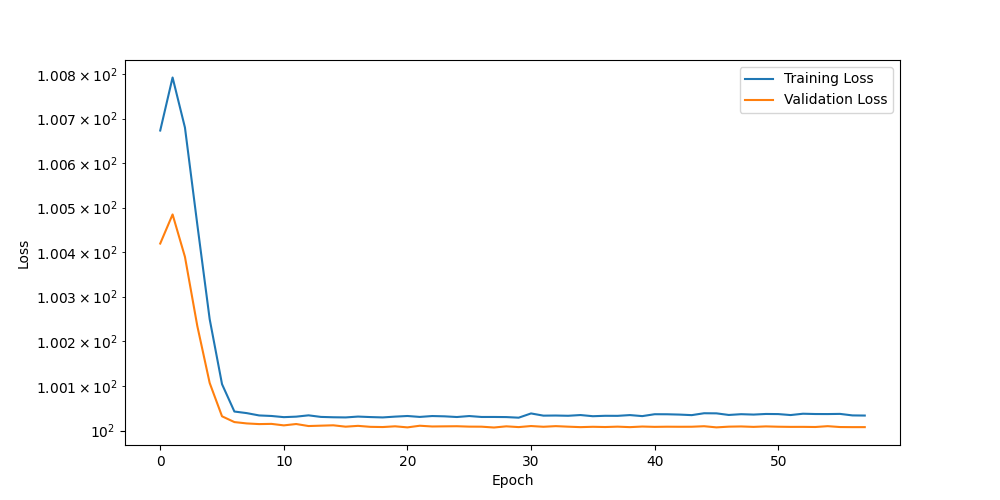 Training Loss
Validation Loss
1.008 × 10²
1.007 × 10²
1.006 × 10²
1.005 × 10²
1.004 × 10²
1.003 × 10²
1.002 × 10²
1.001 × 10²
10²
Loss
0 10 20 30 40 50
Epoch